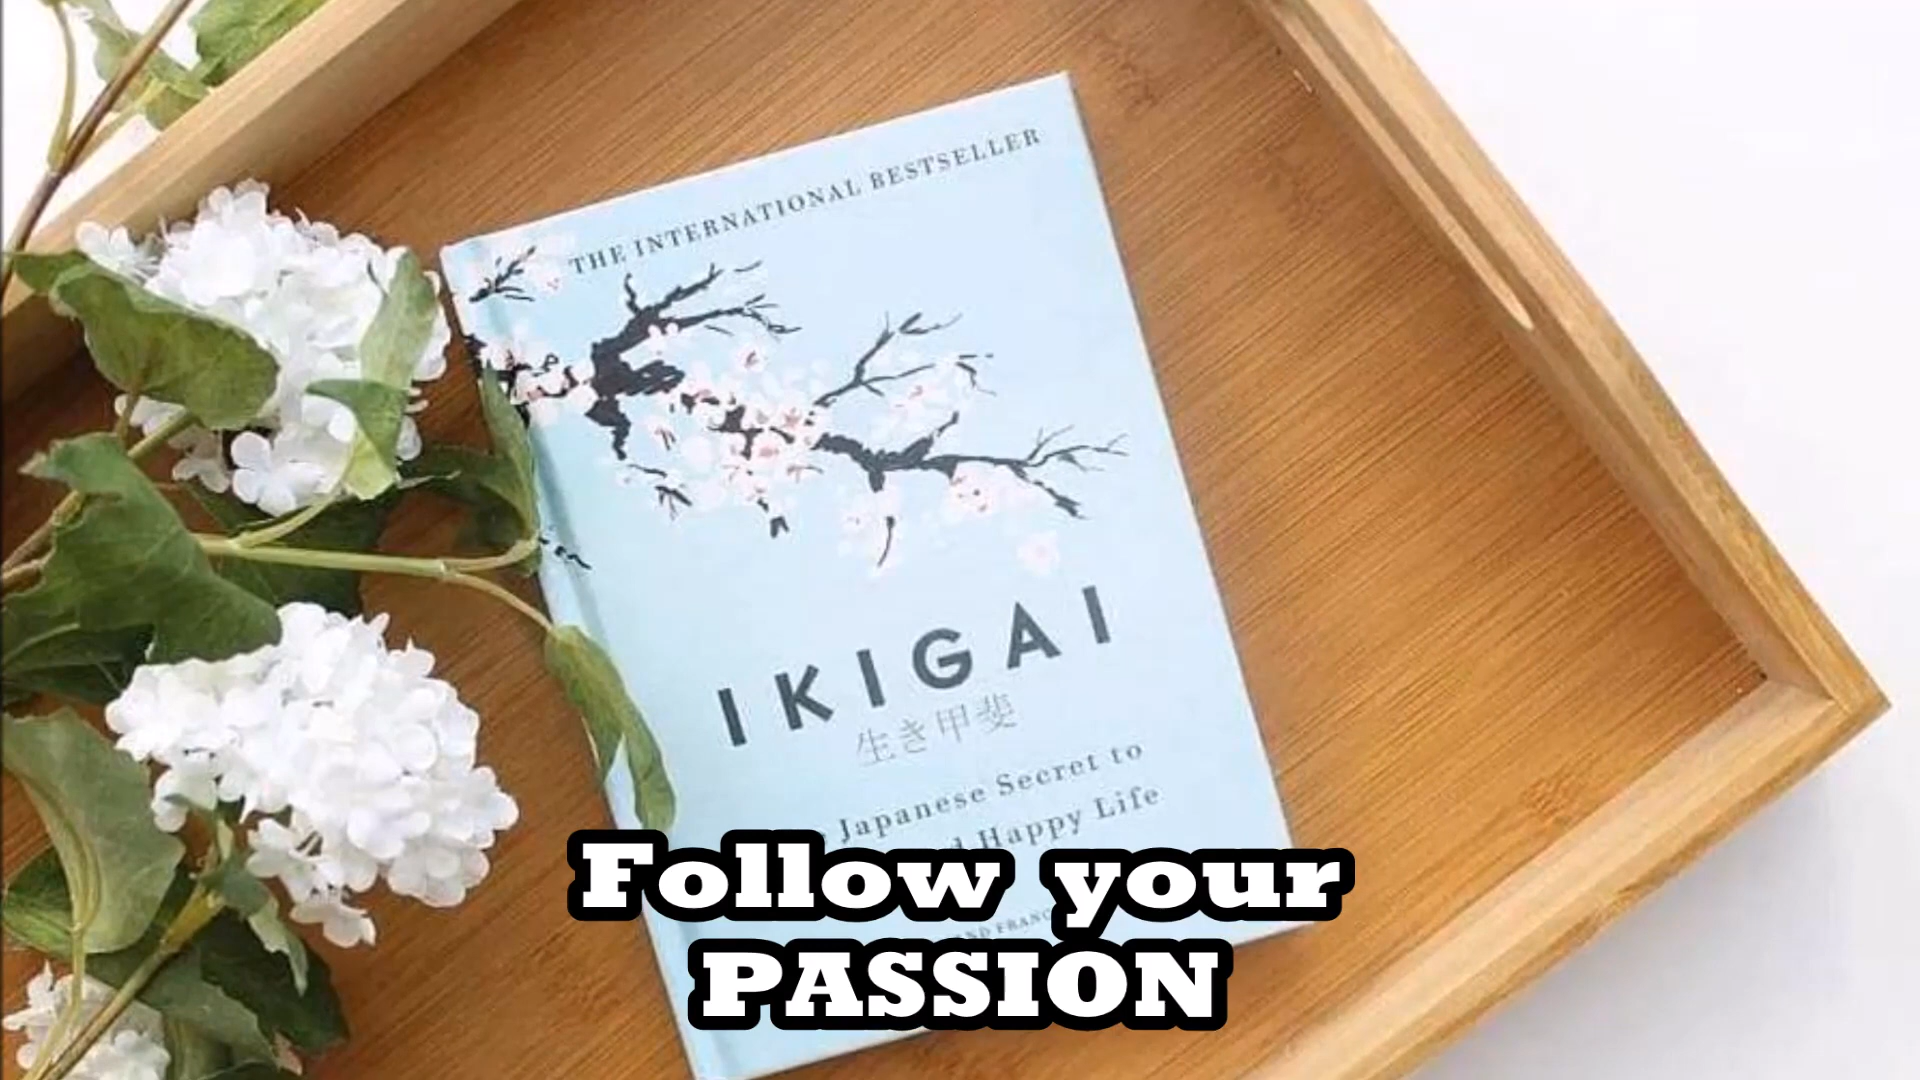 THE INTERNATIONAL BESTSELLER
IKIGAI
生き甲斐
Japanese Secret to
Happy Life
Follow your
PASSION